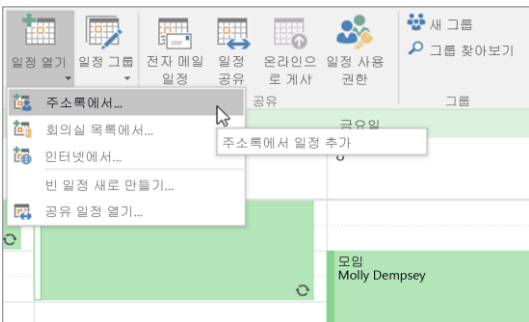 일정 열기
일정 그룹
전자 메일
일정
일정
공유
온라인으
로 게시
일정 사용
권한
새 그룹
그룹 찾아보기
공유
그룹
주소록에서...
회의실 목록에서...
인터넷에서...
빈 일정 새로 만들기...
공유 일정 열기...
주소록에서 일정 추가
금요일
모임
Molly Dempsey